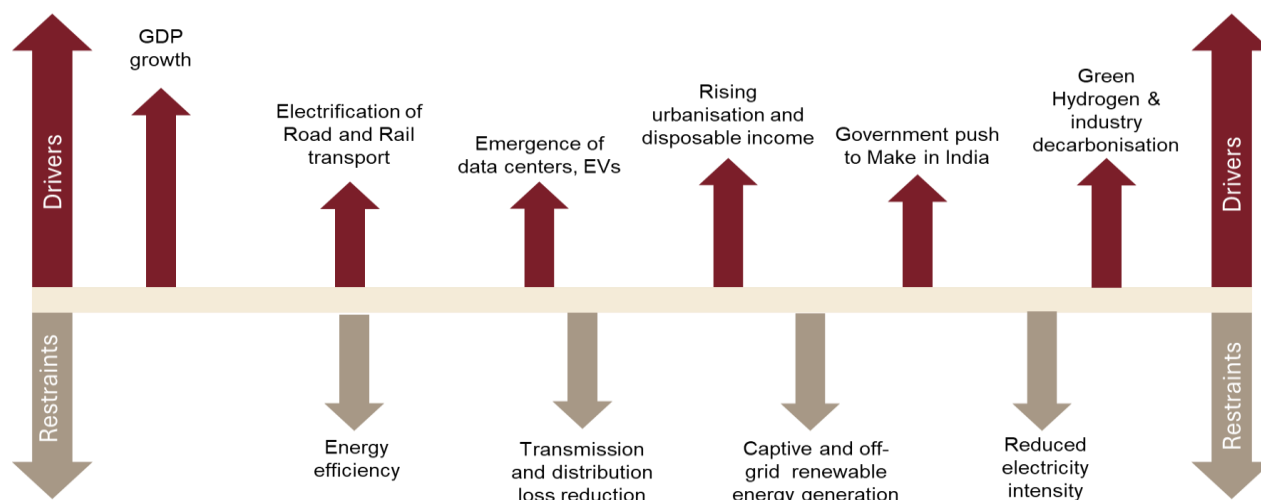 GDP
growth
Electrification of
Road and Rail
transport
Emergence of
data centers, EVs
Rising
urbanisation and
disposable income
Government push
to Make in India
Green
Hydrogen &
industry
decarbonisation
Drivers
Drivers
Restraints
Restraints
Energy
efficiency
Transmission
and distribution
loss reduction
Captive and off-
grid renewable
energy generation
Reduced
electricity
intensity